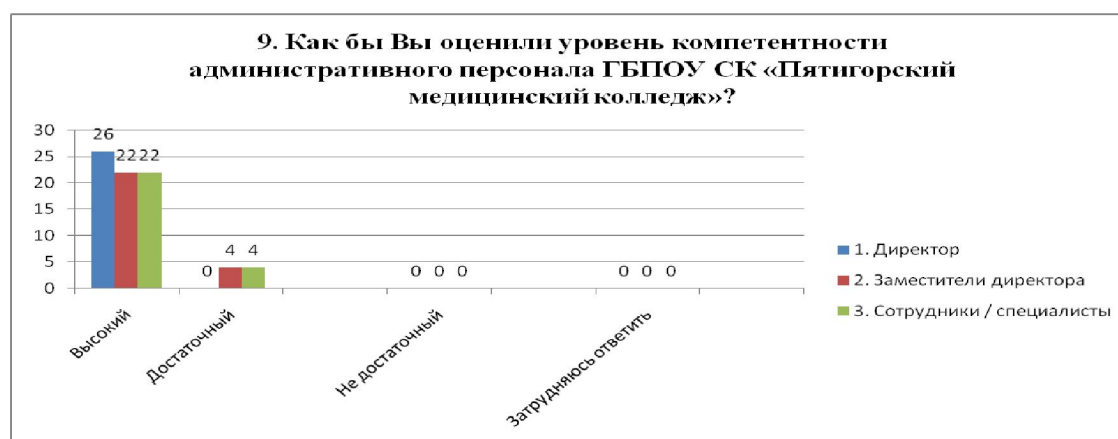 9. Как бы Вы оценили уровень компетентности
административного персонала ГБПОУ СК «Пятигорский
медицинский колледж»?
30
25
20
15
10
5
0
26
22 22
0
4 4
0 0 0
0 0 0
Высокий
Достаточный
Не достаточный
Затрудняюсь ответить
1. Директор
2. Заместители директора
3. Сотрудники / специалисты